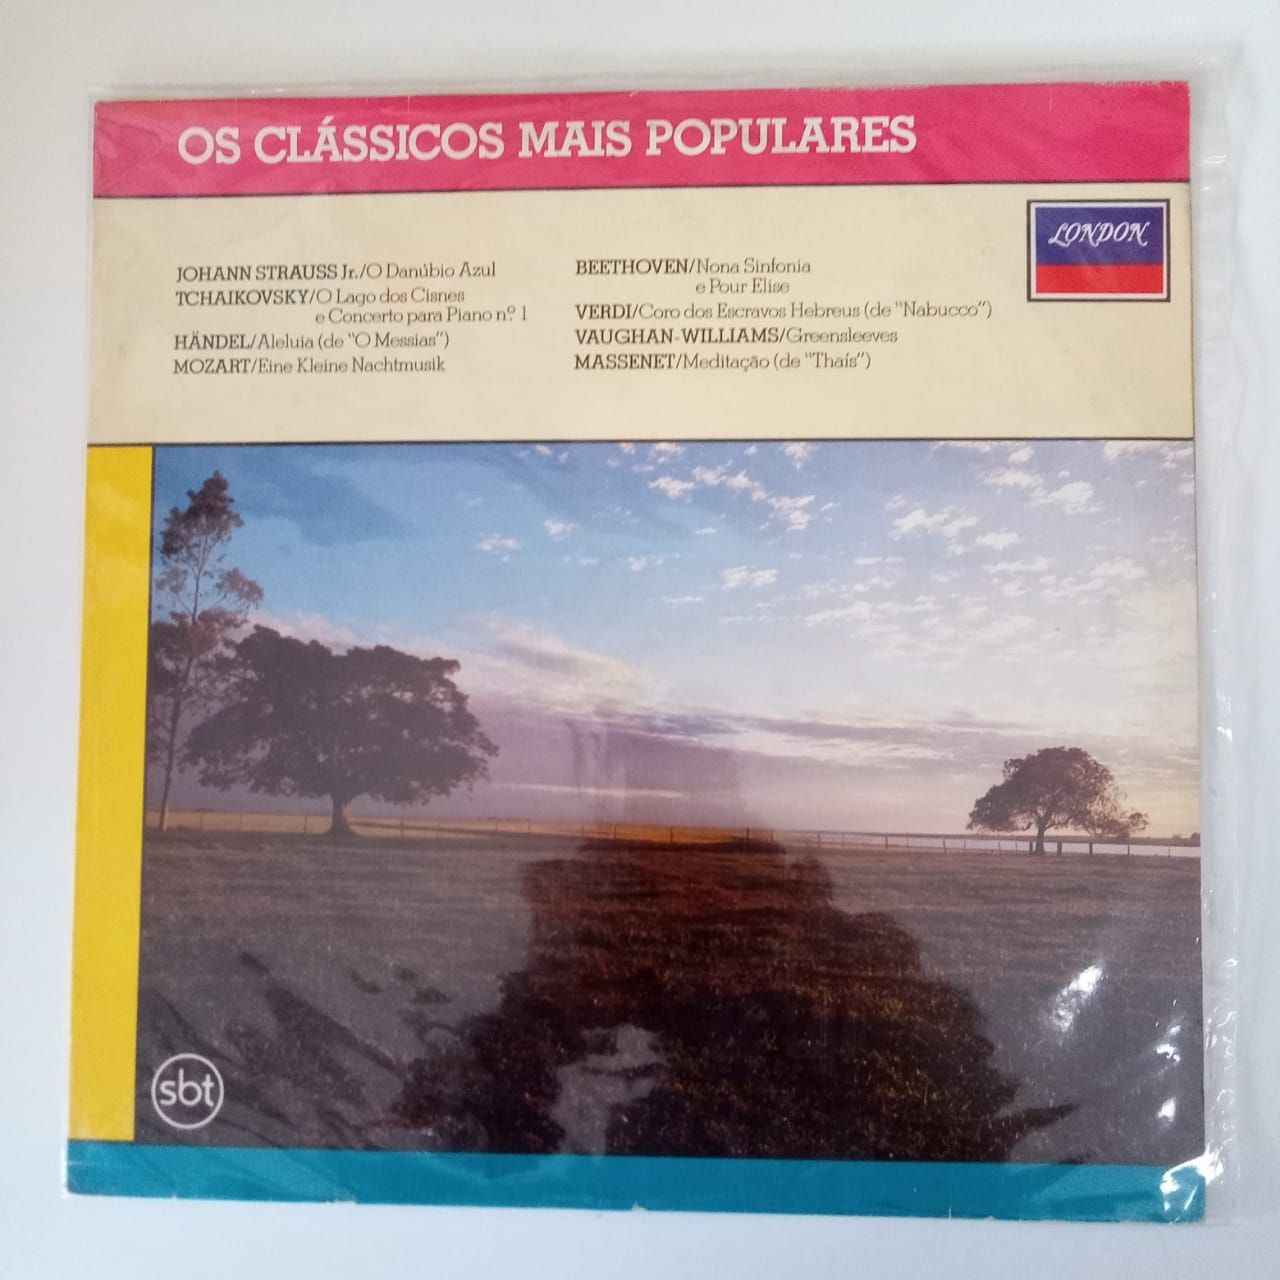 OS CLÁSSICOS MAIS POPULARES
LONDON
JOHANN STRAUSS Jr./O Danúbio Azul
TCHAIKOVSKY/O Lago dos Cisnes
e Concerto para Piano n.º 1
HÄNDEL/Aleluia (de "O Messias")
MOZART/Eine Kleine Nachtmusik
BEETHOVEN/Nona Sinfonia
e Pour Elise
VERDI/Coro dos Escravos Hebreus (de "Nabucco")
VAUGHAN-WILLIAMS/Greensleeves
MASSENET/Meditação (de "Thaís")
sbt